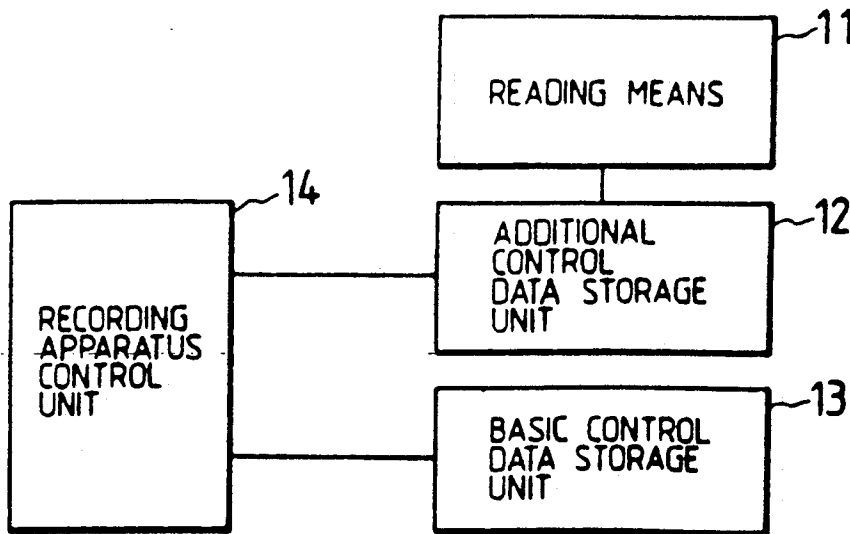 11
READING MEANS
14
12
ADDITIONAL
CONTROL
DATA STORAGE
UNIT
RECORDING
APPARATUS
CONTROL
UNIT
13
BASIC CONTROL
DATA STORAGE
UNIT